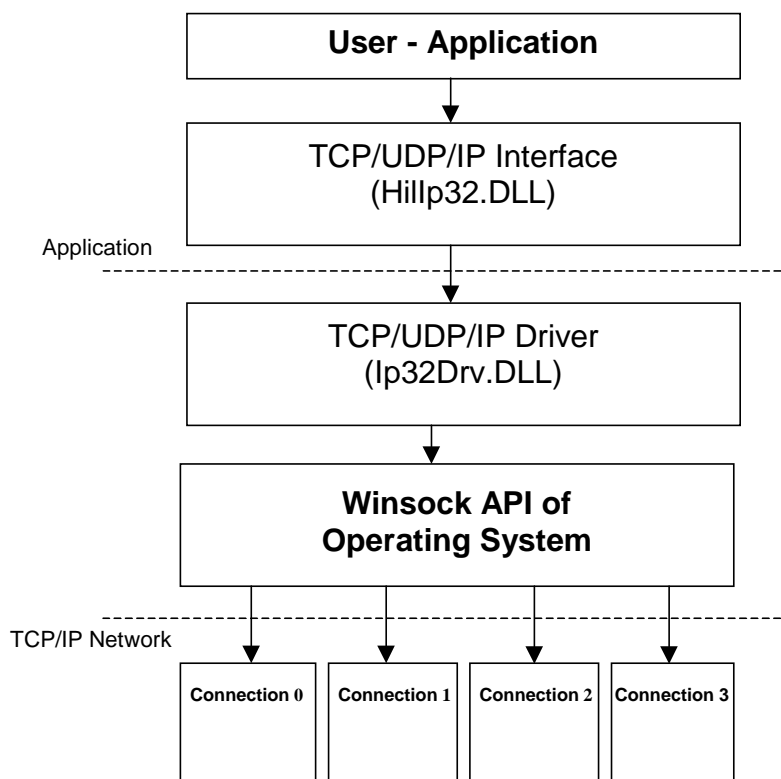 User - Application
TCP/UDP/IP Interface
(HilIp32.DLL)
Application
TCP/UDP/IP Driver
(Ip32Drv.DLL)
Winsock API of
Operating System
TCP/IP Network
Connection 0
Connection 1
Connection 2
Connection 3